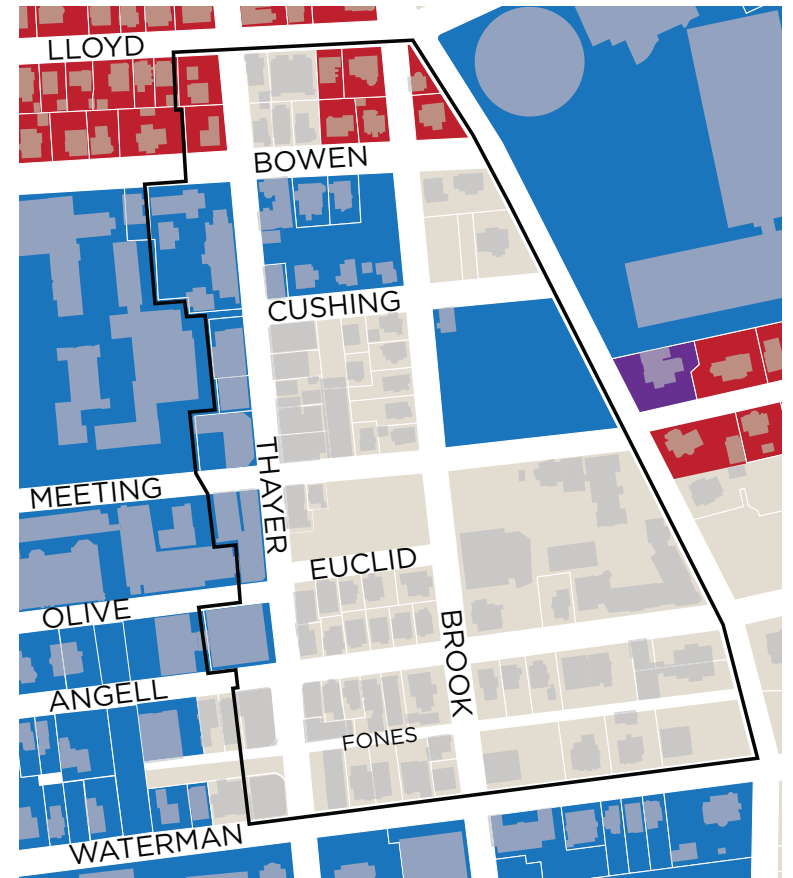 LLOYD
BOWEN
CUSHING
THAYER
MEETING
EUCLID
OLIVE
BROOK
ANGELL
FONES
WATERMAN